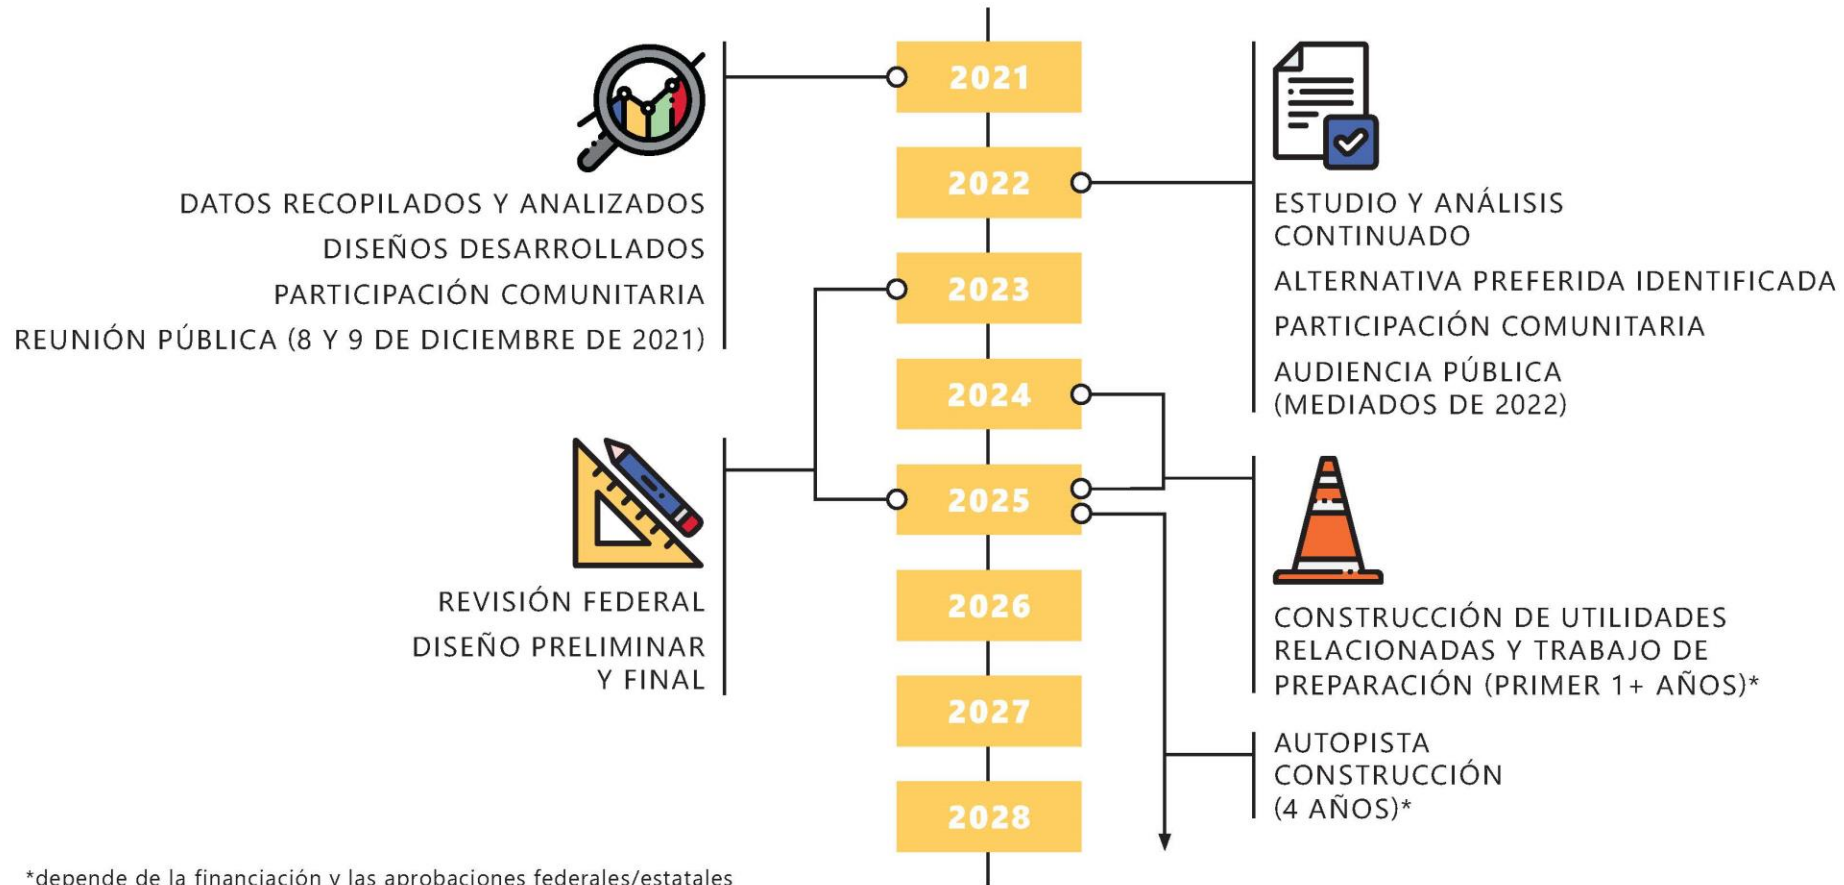 2021
DATOS RECOPILADOS Y ANALIZADOS
DISEÑOS DESARROLLADOS
PARTICIPACIÓN COMUNITARIA
REUNIÓN PÚBLICA (8 Y 9 DE DICIEMBRE DE 2021)
2022
ESTUDIO Y ANÁLISIS
CONTINUADO
ALTERNATIVA PREFERIDA IDENTIFICADA
PARTICIPACIÓN COMUNITARIA
AUDIENCIA PÚBLICA
(MEDIADOS DE 2022)
2023
2024
2025
REVISIÓN FEDERAL
DISEÑO PRELIMINAR
Y FINAL
CONSTRUCCIÓN DE UTILIDADES
RELACIONADAS Y TRABAJO DE
PREPARACIÓN (PRIMER 1+ AÑOS)*
2026
2027
2028
AUTOPISTA
CONSTRUCCIÓN
(4 AÑOS)*
*depende de la financiación y las aprobaciones federales/estatales